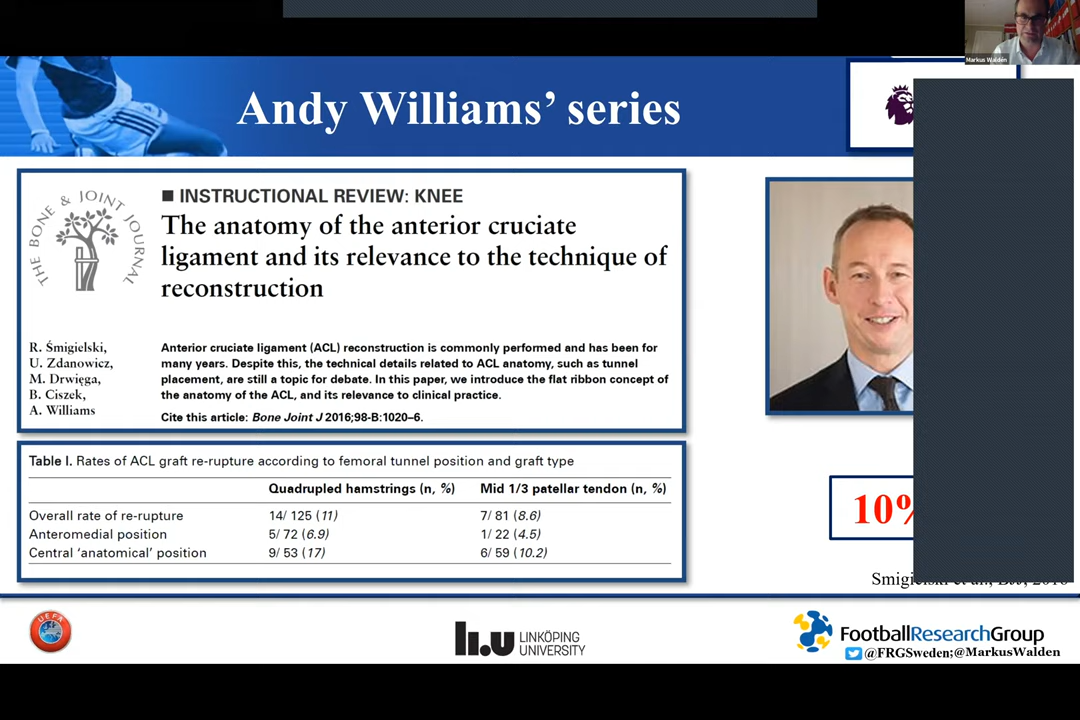 Markus Walden
Andy Williams’ series
THE BONE & JOINT JOURNAL
■ INSTRUCTIONAL REVIEW: KNEE
The anatomy of the anterior cruciate
ligament and its relevance to the technique of
reconstruction
R. Śmigielski,
U. Zdanowicz,
M. Drwięga,
B. Ciszek,
A. Williams
Anterior cruciate ligament (ACL) reconstruction is commonly performed and has been for
many years. Despite this, the technical details related to ACL anatomy, such as tunnel
placement, are still a topic for debate. In this paper, we introduce the flat ribbon concept of
the anatomy of the ACL, and its relevance to clinical practice.
Cite this article: Bone Joint J 2016;98-B:1020–6.
Table I. Rates of ACL graft re-rupture according to femoral tunnel position and graft type
Quadrupled hamstrings (n, %) Mid 1/3 patellar tendon (n, %)
Overall rate of re-rupture 14/ 125 (11) 7/ 81 (8.6)
Anteromedial position 5/ 72 (6.9) 1/ 22 (4.5)
Central ‘anatomical’ position 9/ 53 (17) 6/ 59 (10.2)
10%
UEFA
LINKÖPING
UNIVERSITY
FootballResearchGroup
@FRGSweden;@MarkusWalden